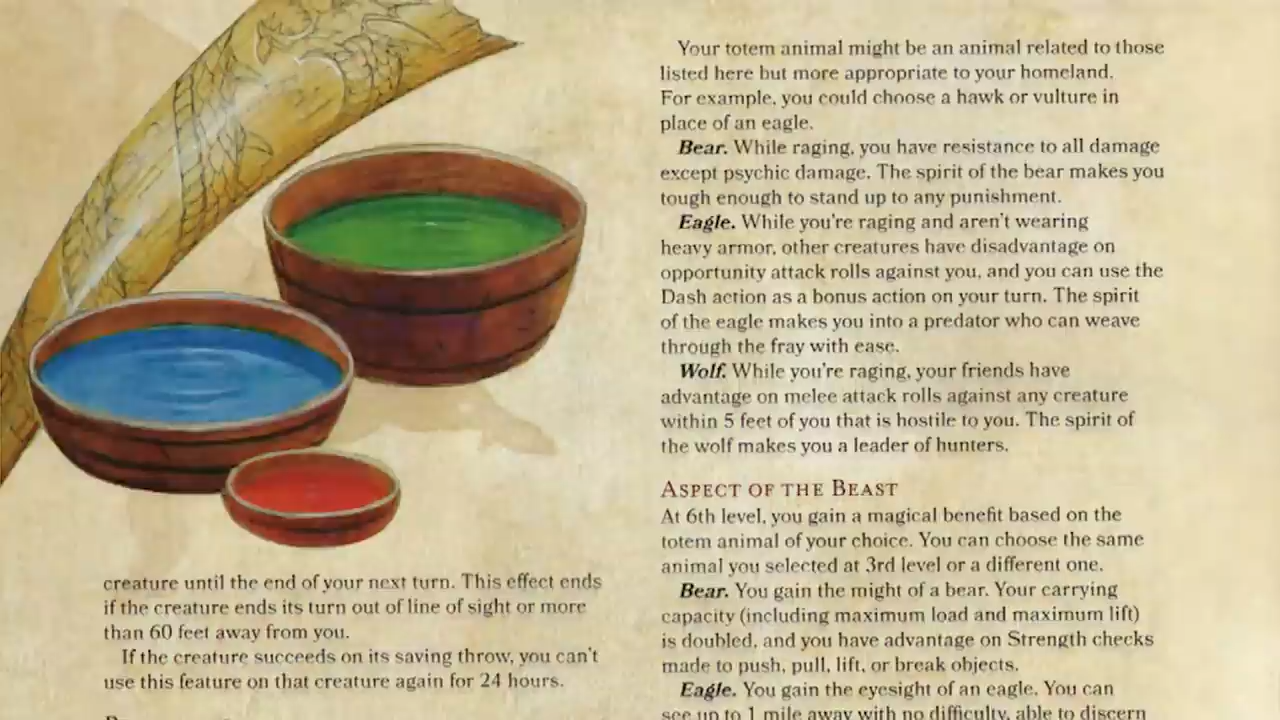 creature until the end of your next turn. This effect ends
if the creature ends its turn out of line of sight or more
than 60 feet away from you.
If the creature succeeds on its saving throw, you can't
use this feature on that creature again for 24 hours.
Your totem animal might be an animal related to those
listed here but more appropriate to your homeland.
For example, you could choose a hawk or vulture in
place of an eagle.
Bear. While raging, you have resistance to all damage
except psychic damage. The spirit of the bear makes you
tough enough to stand up to any punishment.
Eagle. While you're raging and aren't wearing
heavy armor, other creatures have disadvantage on
opportunity attack rolls against you, and you can use the
Dash action as a bonus action on your turn. The spirit
of the eagle makes you into a predator who can weave
through the fray with ease.
Wolf. While you're raging, your friends have
advantage on melee attack rolls against any creature
within 5 feet of you that is hostile to you. The spirit of
the wolf makes you a leader of hunters.
ASPECT OF THE BEAST
At 6th level, you gain a magical benefit based on the
totem animal of your choice. You can choose the same
animal you selected at 3rd level or a different one.
Bear. You gain the might of a bear. Your carrying
capacity (including maximum load and maximum lift)
is doubled, and you have advantage on Strength checks
made to push, pull, lift, or break objects.
Eagle. You gain the eyesight of an eagle. You can
see up to 1 mile away with no difficulty, able to discern